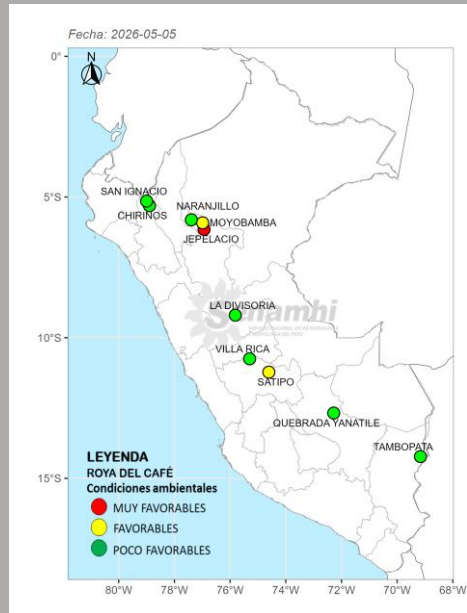 Fecha: 2026-05-05
N
0°
5°S
10°S
15°S
SAN IGNACIO
CHIRINOS
NARANJILLO
MOYOBAMBA
JEPELACIO
LA DIVISORIA
Senamhi
VILLA RICA
SATIPO
QUEBRADA YANATILE
TAMBOPATA
LEYENDA
ROYA DEL CAFÉ
Condiciones ambientales
MUY FAVORABLES
FAVORABLES
POCO FAVORABLES
80°W
78°W
76°W
74°W
72°W
70°W
68°W